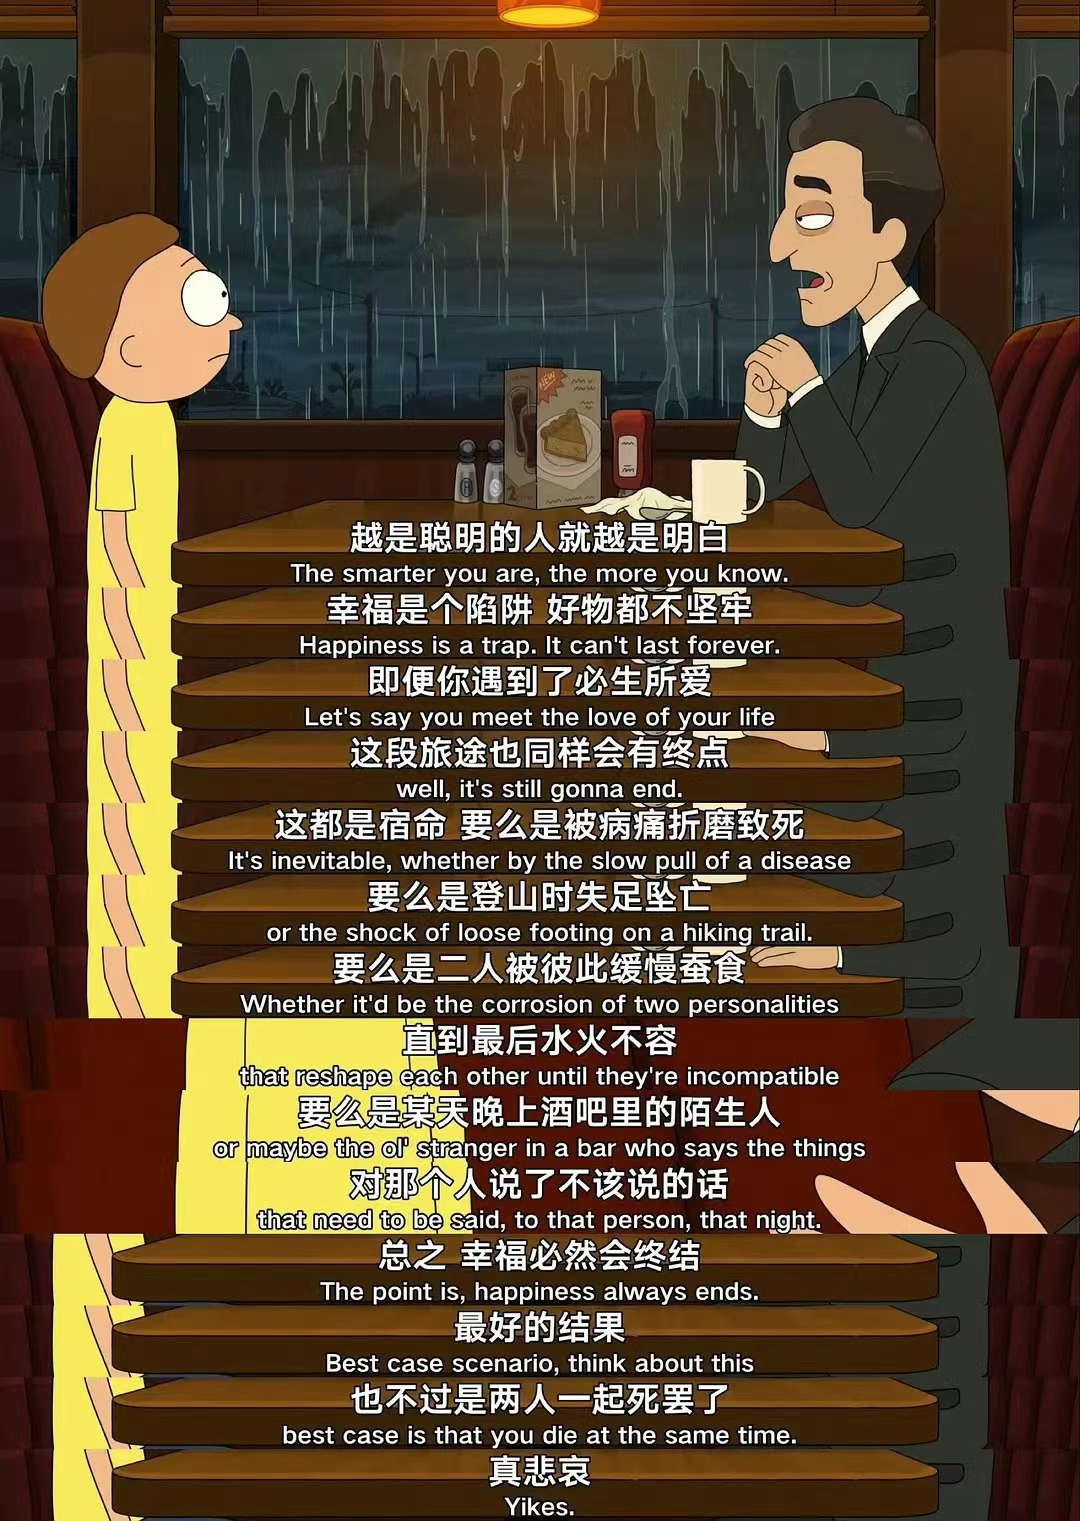 NEW
2
越是聪明的人就越是明白
The smarter you are, the more you know.
幸福是个陷阱 好物都不坚牢
Happiness is a trap. It can't last forever.
即便你遇到了必生所爱
Let's say you meet the love of your life
这段旅途也同样会有终点
well, it's still gonna end.
这都是宿命 要么是被病痛折磨致死
It's inevitable, whether by the slow pull of a disease
要么是登山时失足坠亡
or the shock of loose footing on a hiking trail.
要么是二人被彼此缓慢蚕食
Whether it'd be the corrosion of two personalities
直到最后水火不容
that reshape each other until they're incompatible
要么是某天晚上酒吧里的陌生人
or maybe the ol' stranger in a bar who says the things
对那个人说了不该说的话
that need to be said, to that person, that night.
总之 幸福必然会终结
The point is, happiness always ends.
最好的结果
Best case scenario, think about this
也不过是两人一起死罢了
best case is that you die at the same time.
真悲哀
Yikes.